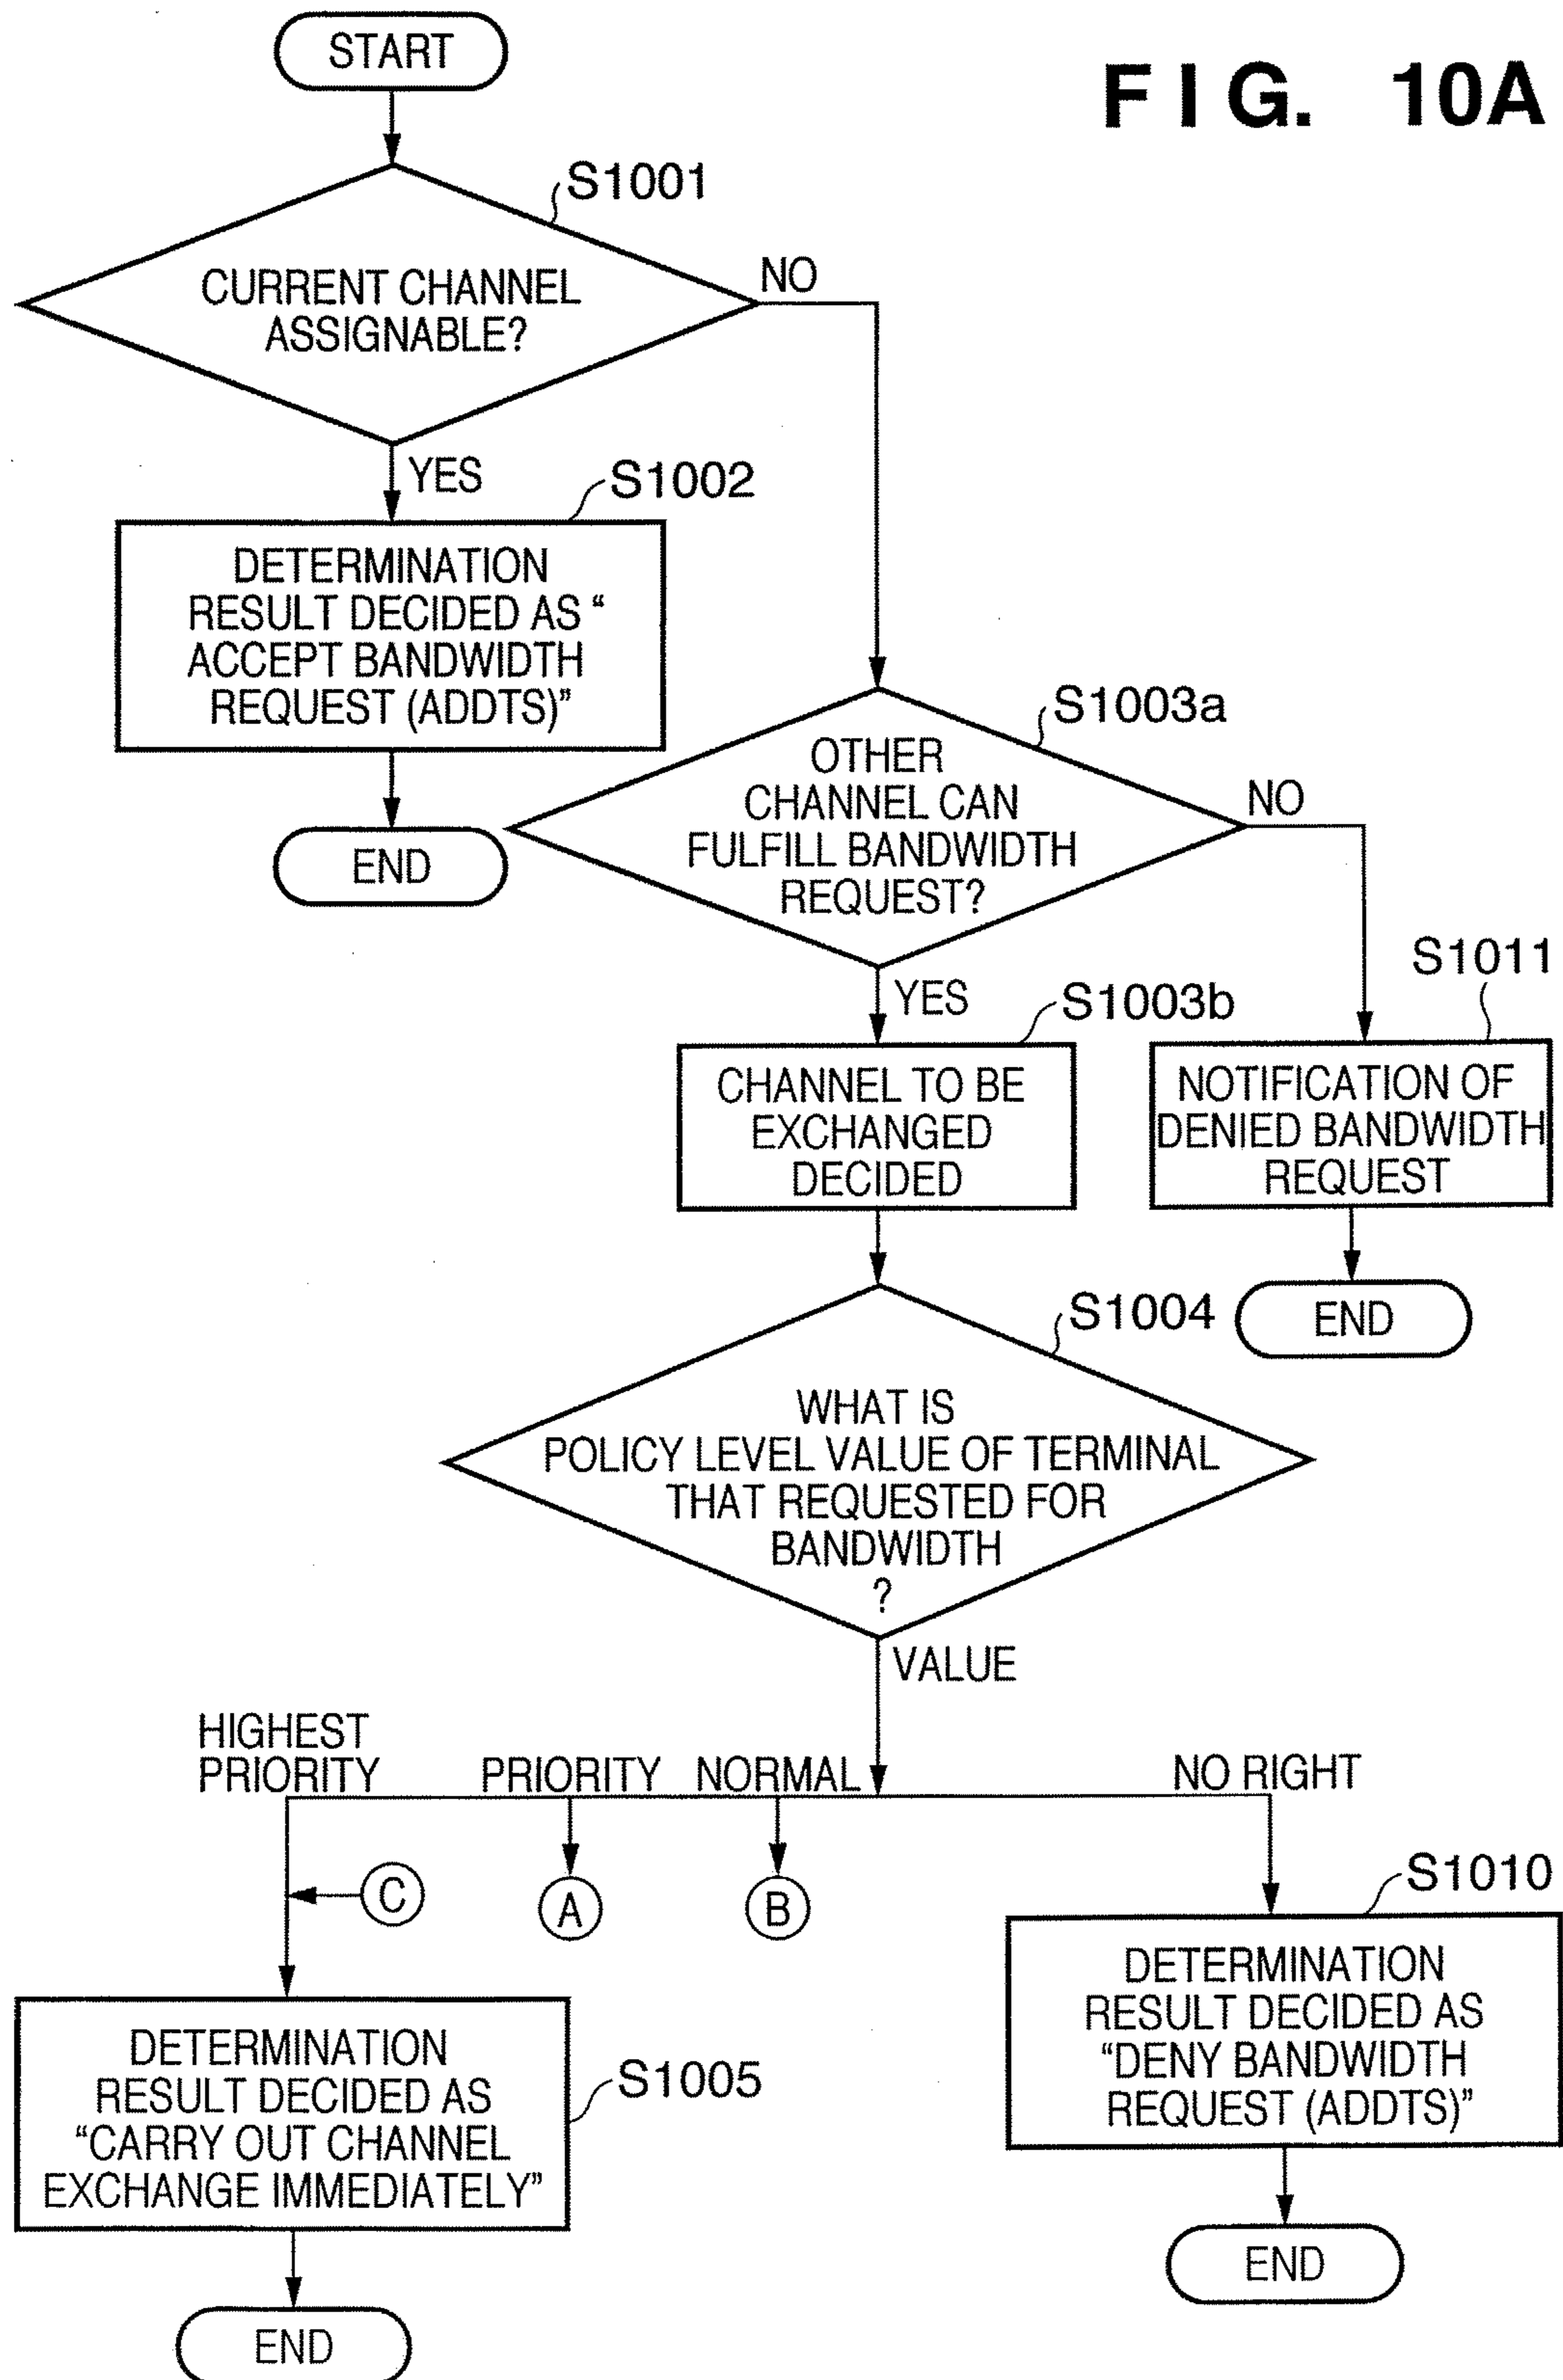 START
FIG. 10A
S1001
CURRENT CHANNEL
ASSIGNABLE?
NO
YES
S1002
DETERMINATION
RESULT DECIDED AS “
ACCEPT BANDWIDTH
REQUEST (ADDTS)”
END
S1003a
OTHER
CHANNEL CAN
FULFILL BANDWIDTH
REQUEST?
NO
YES
S1003b
CHANNEL TO BE
EXCHANGED
DECIDED
S1011
NOTIFICATION OF
DENIED BANDWIDTH
REQUEST
END
S1004
WHAT IS
POLICY LEVEL VALUE OF TERMINAL
THAT REQUESTED FOR
BANDWIDTH
?
VALUE
HIGHEST
PRIORITY
PRIORITY
NORMAL
NO RIGHT
C
A
B
S1005
DETERMINATION
RESULT DECIDED AS
“CARRY OUT CHANNEL
EXCHANGE IMMEDIATELY”
END
S1010
DETERMINATION
RESULT DECIDED AS
“DENY BANDWIDTH
REQUEST (ADDTS)”
END